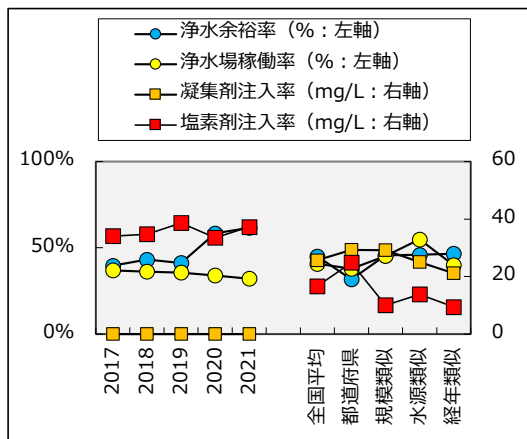 浄水余裕率（%：左軸）
浄水場稼働率（%：左軸）
凝集剤注入率（mg/L：右軸）
塩素剤注入率（mg/L：右軸）
100%
50%
0%
60
40
20
0
2017
2018
2019
2020
2021
全国平均
都道府県
規模類似
水源類似
経年類似